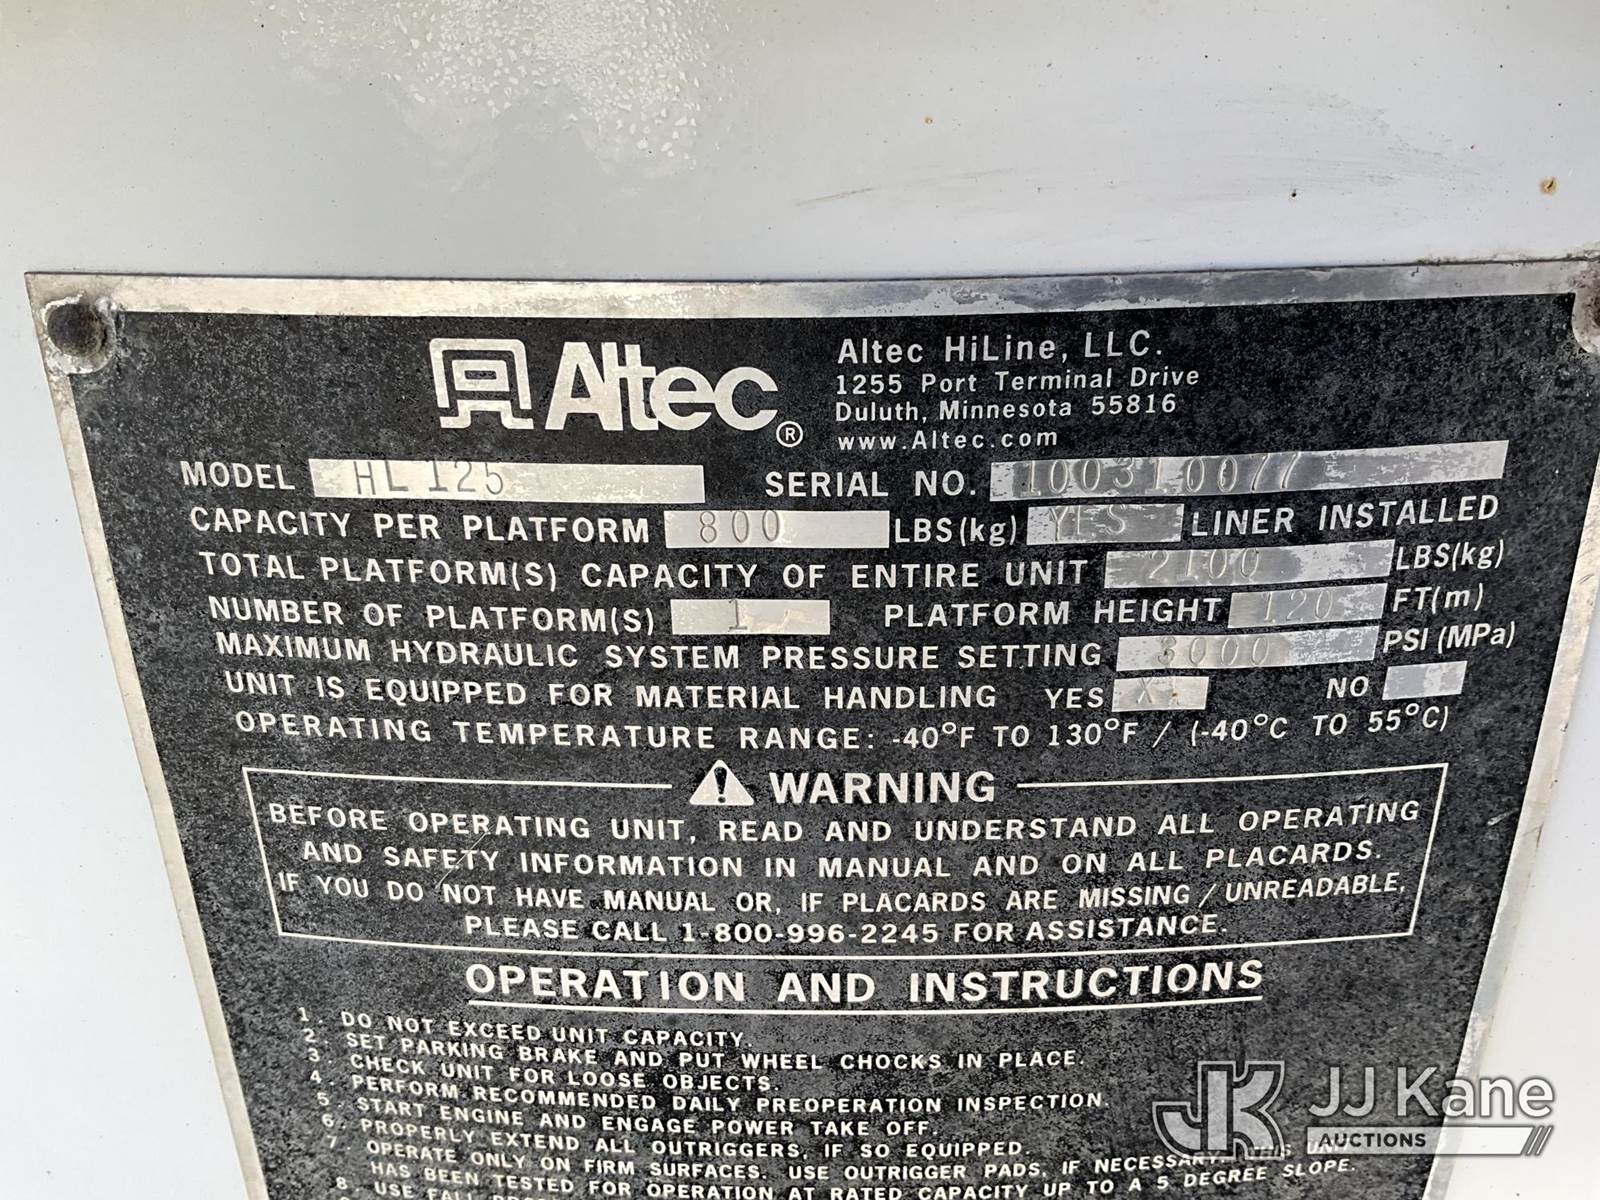 Altec®
Altec HiLine, LLC.
1255 Port Terminal Drive
Duluth, Minnesota 55816
www.Altec.com
MODEL HL125 SERIAL NO. 100310077
CAPACITY PER PLATFORM 800 LBS(kg) YES LINER INSTALLED
TOTAL PLATFORM(S) CAPACITY OF ENTIRE UNIT 2100 LBS(kg)
NUMBER OF PLATFORM(S) 1 PLATFORM HEIGHT 120 FT(m)
MAXIMUM HYDRAULIC SYSTEM PRESSURE SETTING 3000 PSI (MPa)
UNIT IS EQUIPPED FOR MATERIAL HANDLING YES X NO
OPERATING TEMPERATURE RANGE: -40°F TO 130°F / (-40°C TO 55°C)
WARNING
BEFORE OPERATING UNIT, READ AND UNDERSTAND ALL OPERATING
AND SAFETY INFORMATION IN MANUAL AND ON ALL PLACARDS.
IF YOU DO NOT HAVE MANUAL OR, IF PLACARDS ARE MISSING / UNREADABLE,
PLEASE CALL 1-800-996-2245 FOR ASSISTANCE.
OPERATION AND INSTRUCTIONS
1. DO NOT EXCEED UNIT CAPACITY.
2. SET PARKING BRAKE AND PUT WHEEL CHOCKS IN PLACE.
3. CHECK UNIT FOR LOOSE OBJECTS.
4. PERFORM RECOMMENDED DAILY PREOPERATION INSPECTION.
5. START ENGINE AND ENGAGE POWER TAKE OFF.
6. PROPERLY EXTEND ALL OUTRIGGERS, IF SO EQUIPPED.
7. OPERATE ONLY ON FIRM SURFACES. USE OUTRIGGER PADS, IF NECESSARY. THIS UNIT
HAS BEEN TESTED FOR OPERATION AT RATED CAPACITY UP TO A 5 DEGREE SLOPE.
8. USE FALL
JK JJ Kane
AUCTIONS